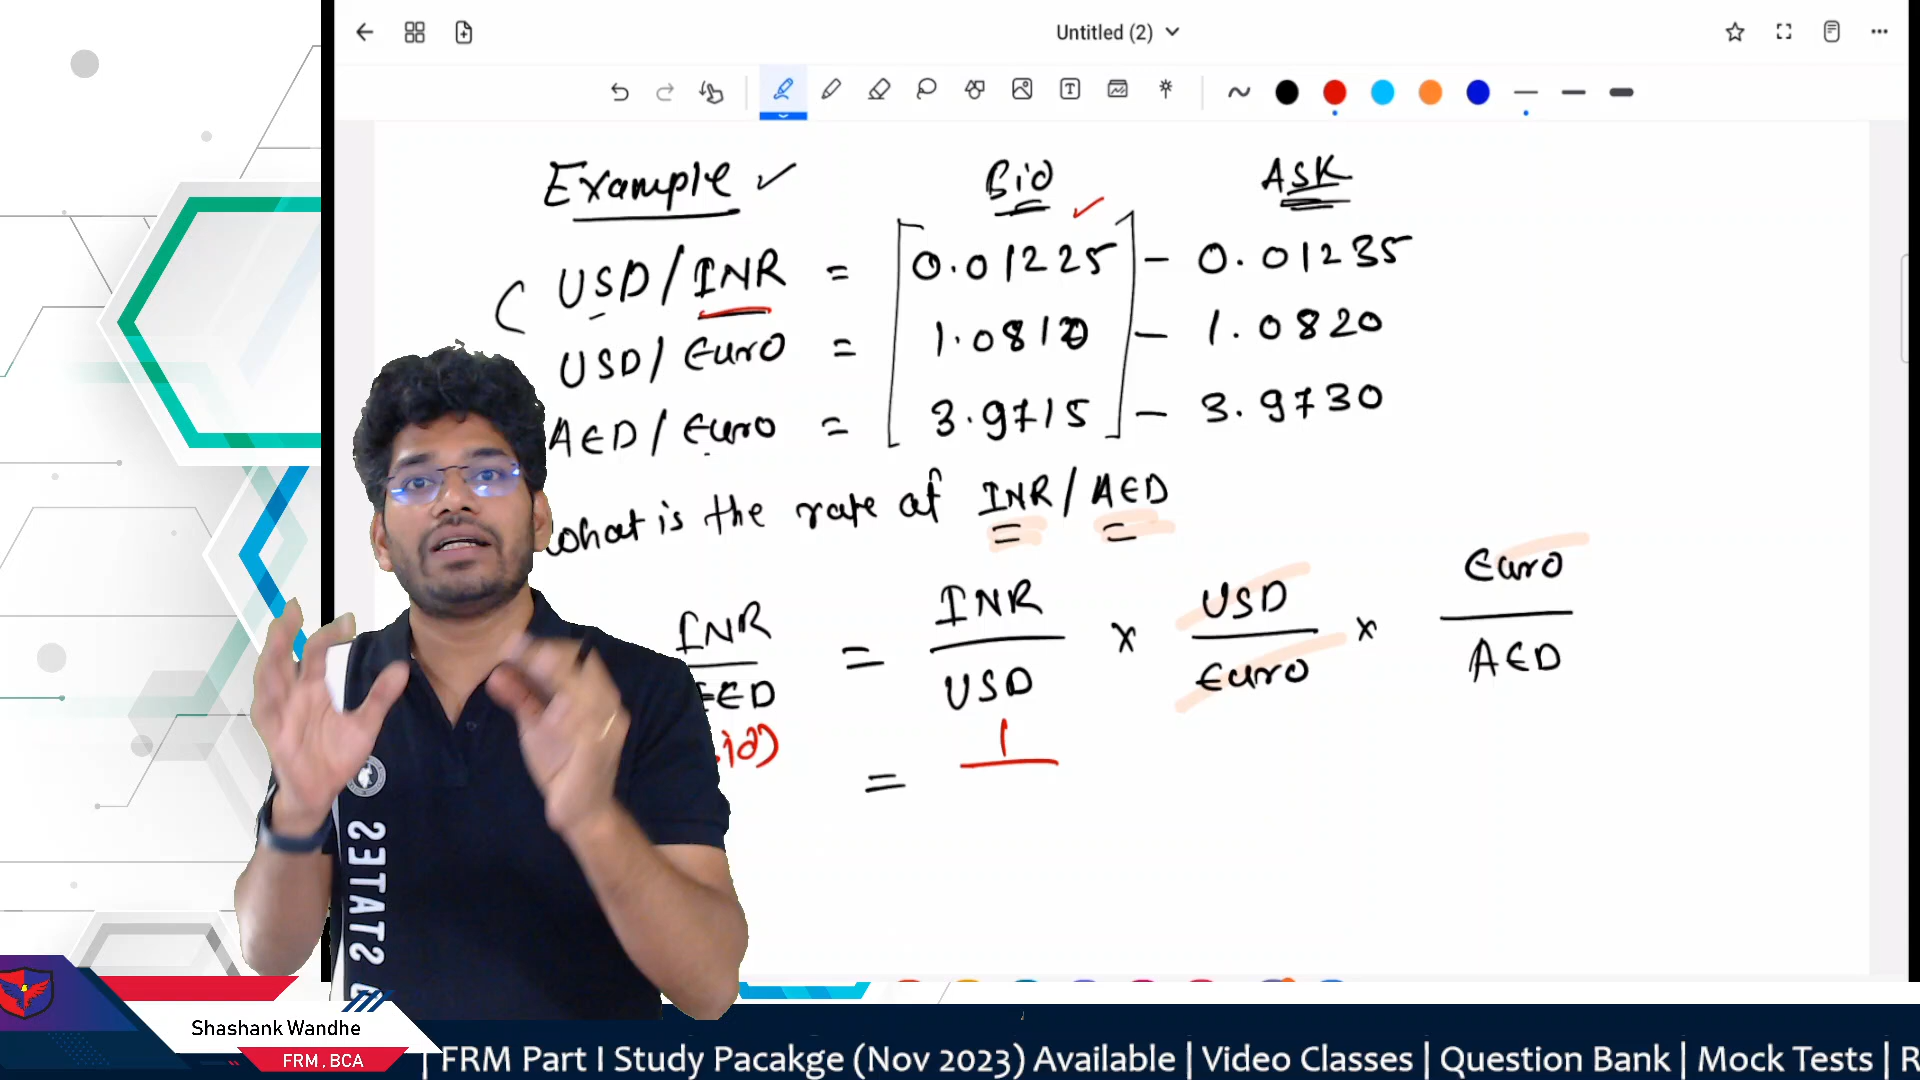 Untitled (2)
Example ✓ Bid ASK
USD/INR = 0.01225 - 0.01235
USD/Euro = 1.0810 - 1.0820
AED/Euro = 3.9715 - 3.9730
What is the rate of INR/AED
INR = INR × USD × Euro
USD Euro AED
= 1
STATES
Shashank Wandhe
FRM , BCA
| FRM Part I Study Pacakge (Nov 2023) Available | Video Classes | Question Bank | Mock Tests | R